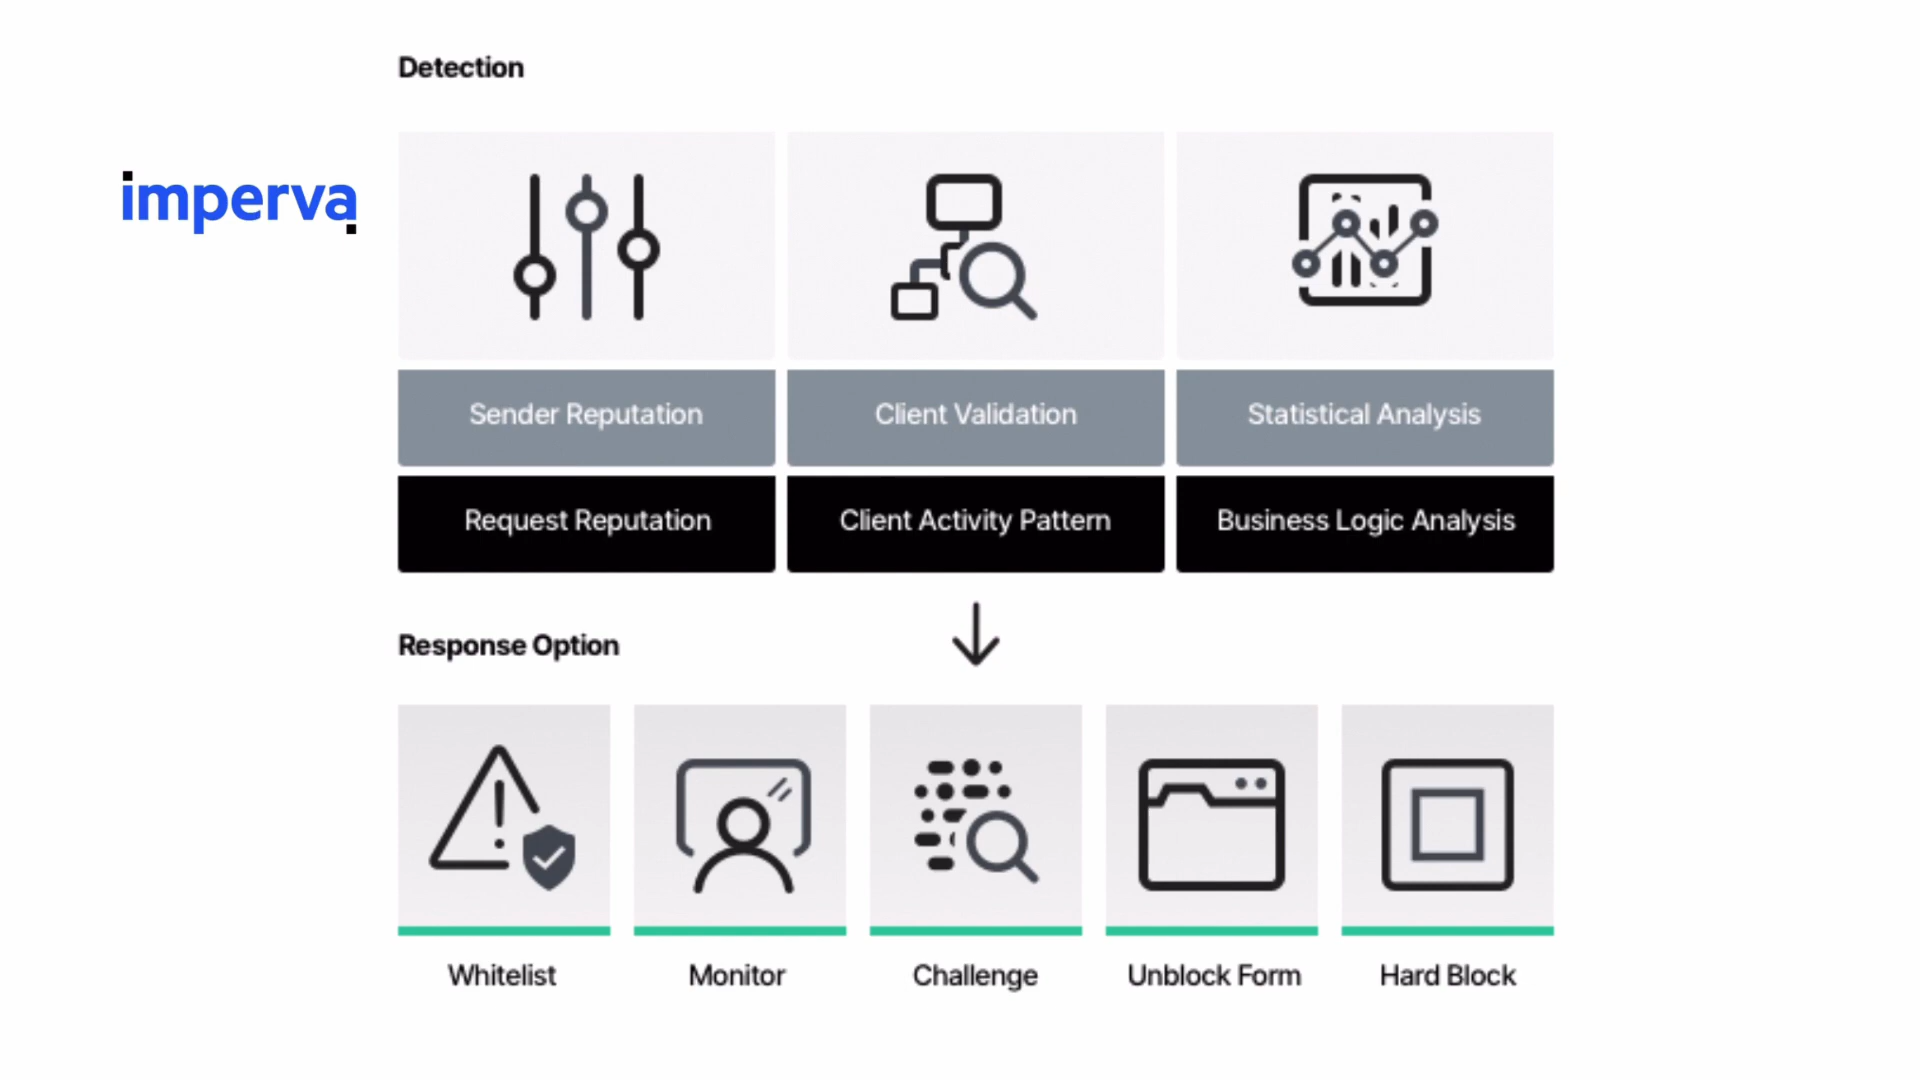 Detection
imperva
Sender Reputation
Client Validation
Statistical Analysis
Request Reputation
Client Activity Pattern
Business Logic Analysis
Response Option
Whitelist
Monitor
Challenge
Unblock Form
Hard Block